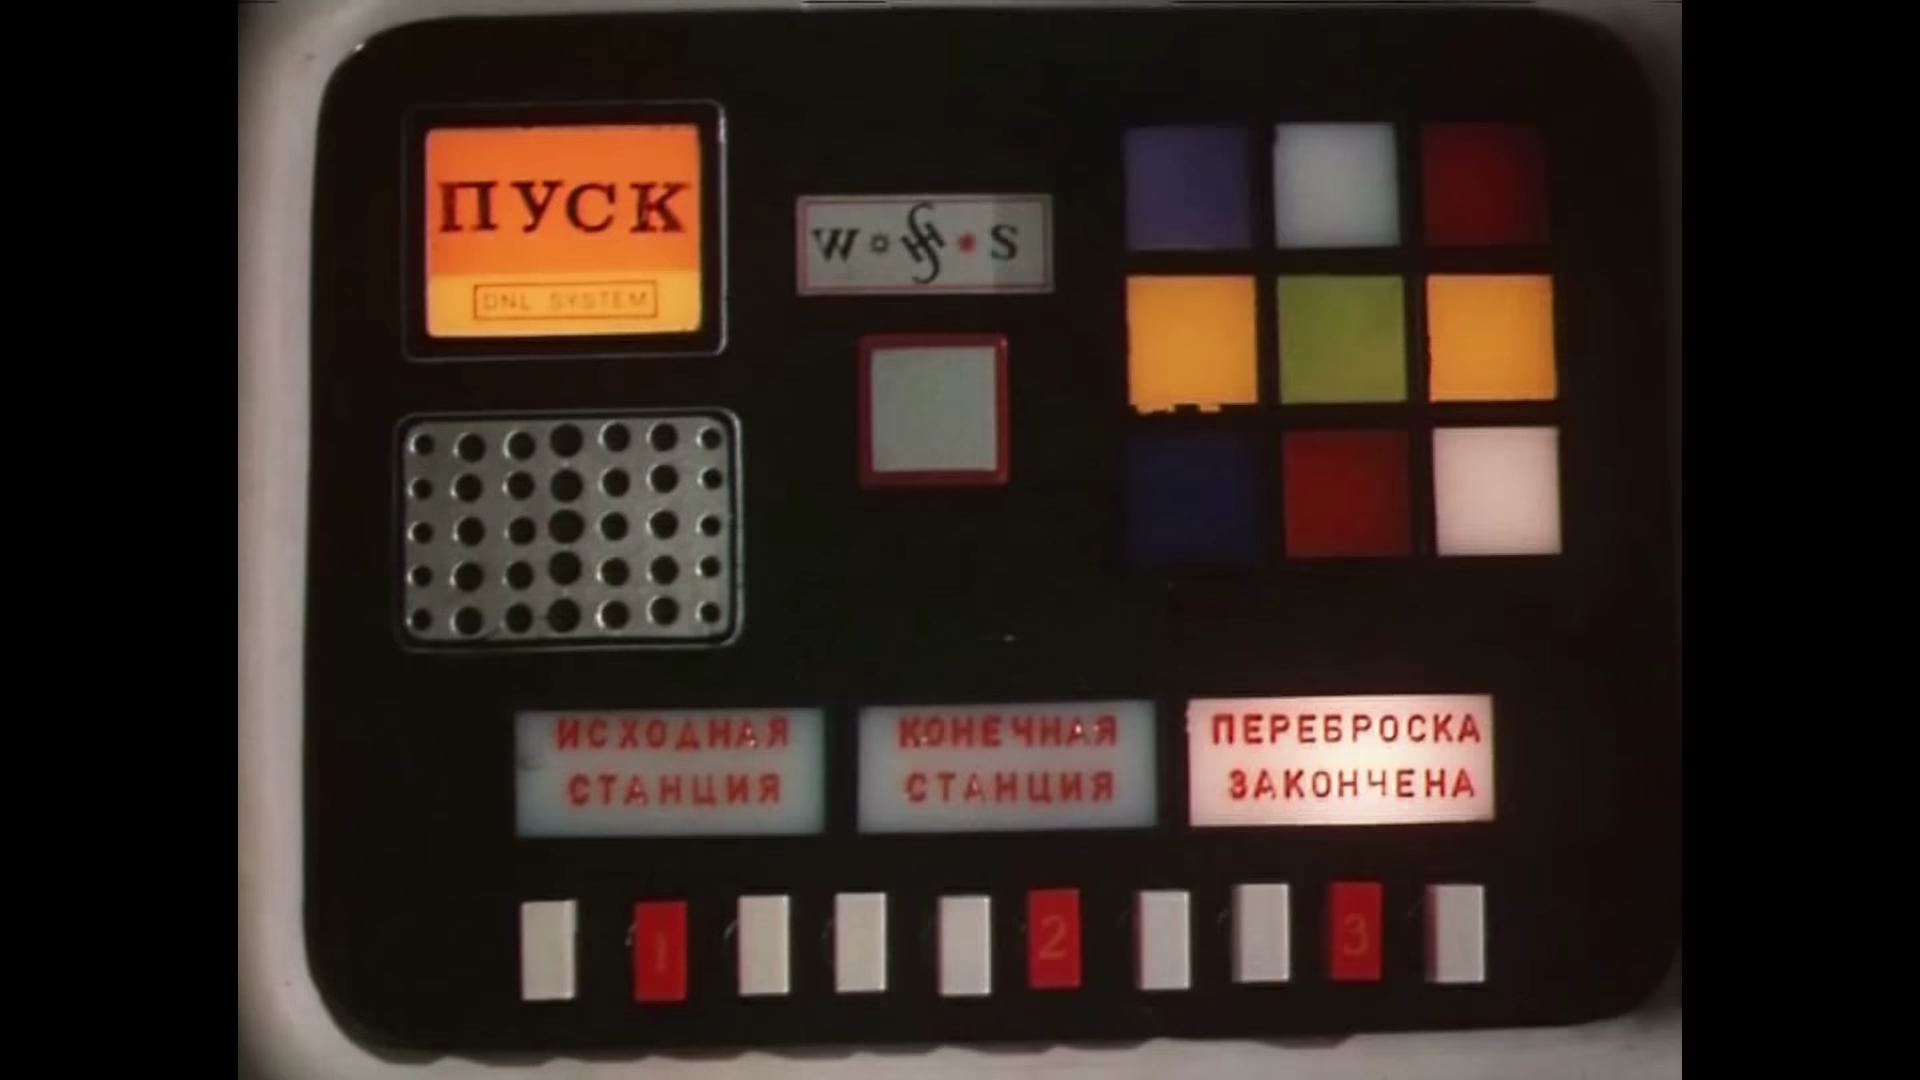 ПУСК
DNL SYSTEM
W S
ИСХОДНАЯ
СТАНЦИЯ
КОНЕЧНАЯ
СТАНЦИЯ
ПЕРЕБРОСКА
ЗАКОНЧЕНА
1 2 3